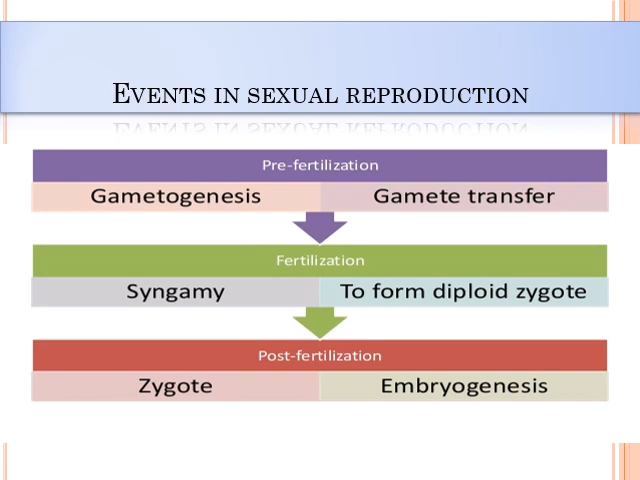 Events in sexual reproduction
Pre-fertilization
Gametogenesis Gamete transfer
Fertilization
Syngamy To form diploid zygote
Post-fertilization
Zygote Embryogenesis